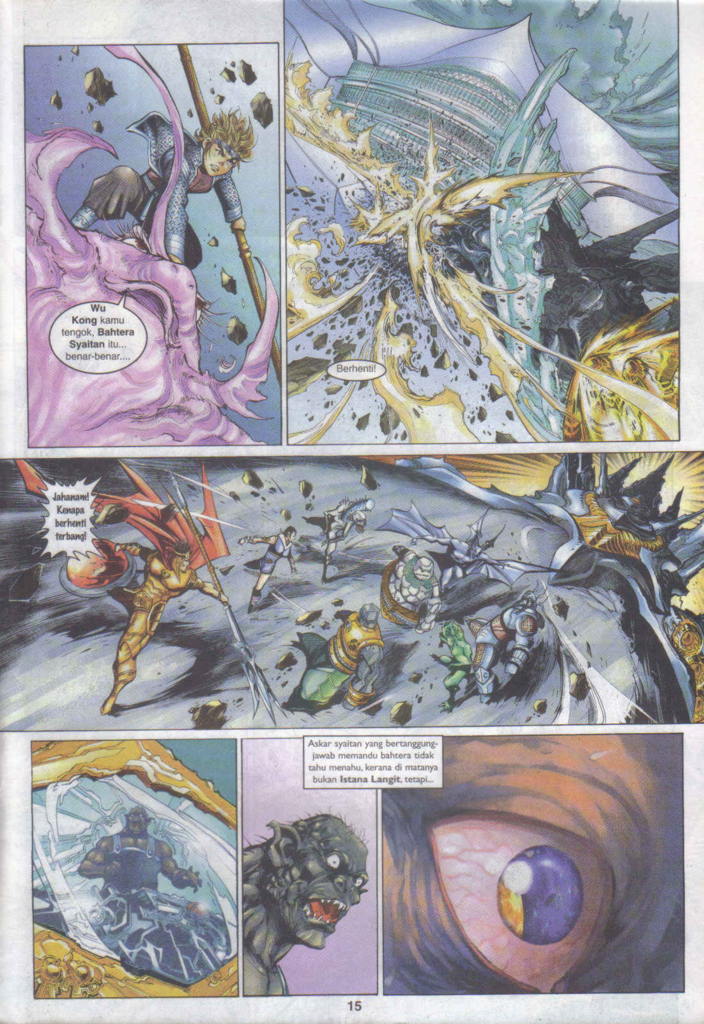 Wu
Kong kamu
tengok, Bahtera
Syaitan itu...
benar-benar....
Berhenti!
Jahanam!
Kenapa
berhenti
terbang!
Askar syaitan yang bertanggung-
jawab memandu bahtera tidak
tahu menahu, kerana di matanya
bukan Istana Langit, tetapi...
15